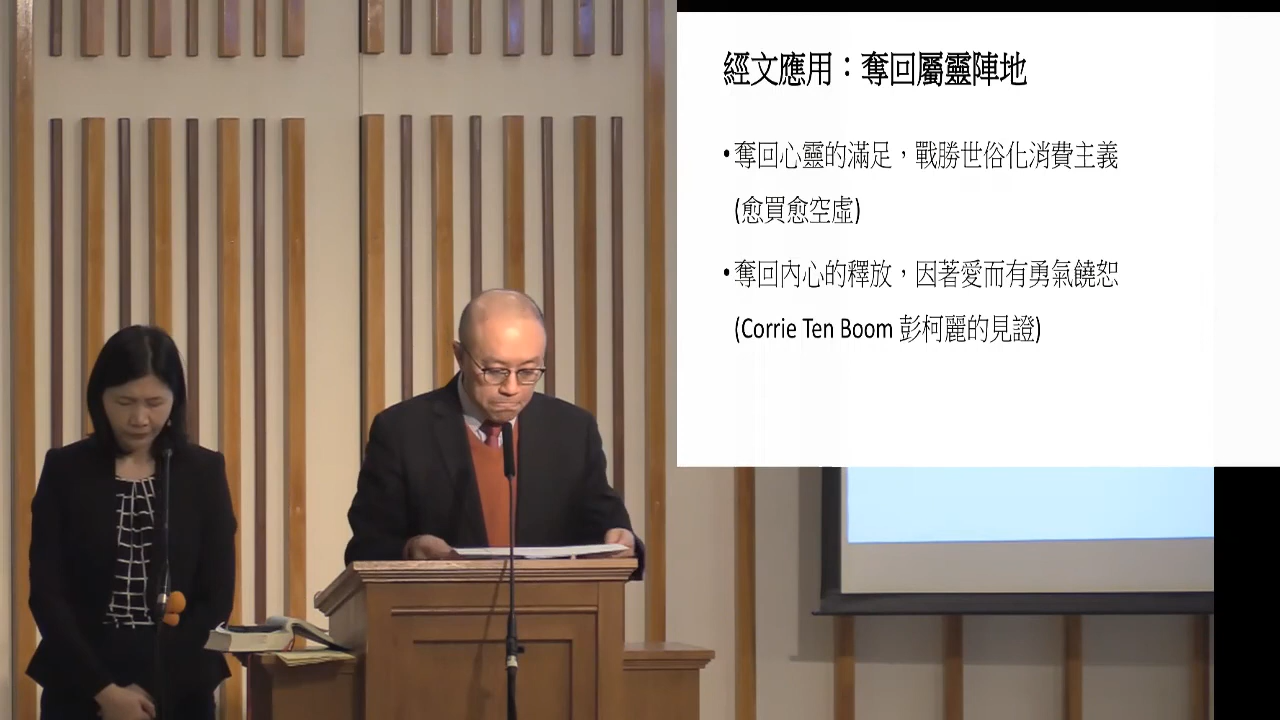 經文應用：奪回屬靈陣地
•奪回心靈的滿足，戰勝世俗化消費主義
(愈買愈空虛)
•奪回內心的釋放，因著愛而有勇氣饒恕
(Corrie Ten Boom 彭柯麗的見證)